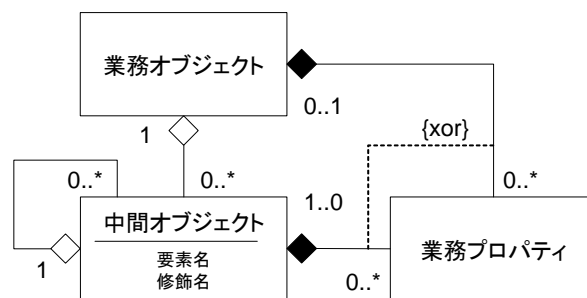 業務オブジェクト
0..1
1
{xor}
0..*
0..*
1..0
0..*
中間オブジェクト
要素名
修飾名
業務プロパティ
1
0..*